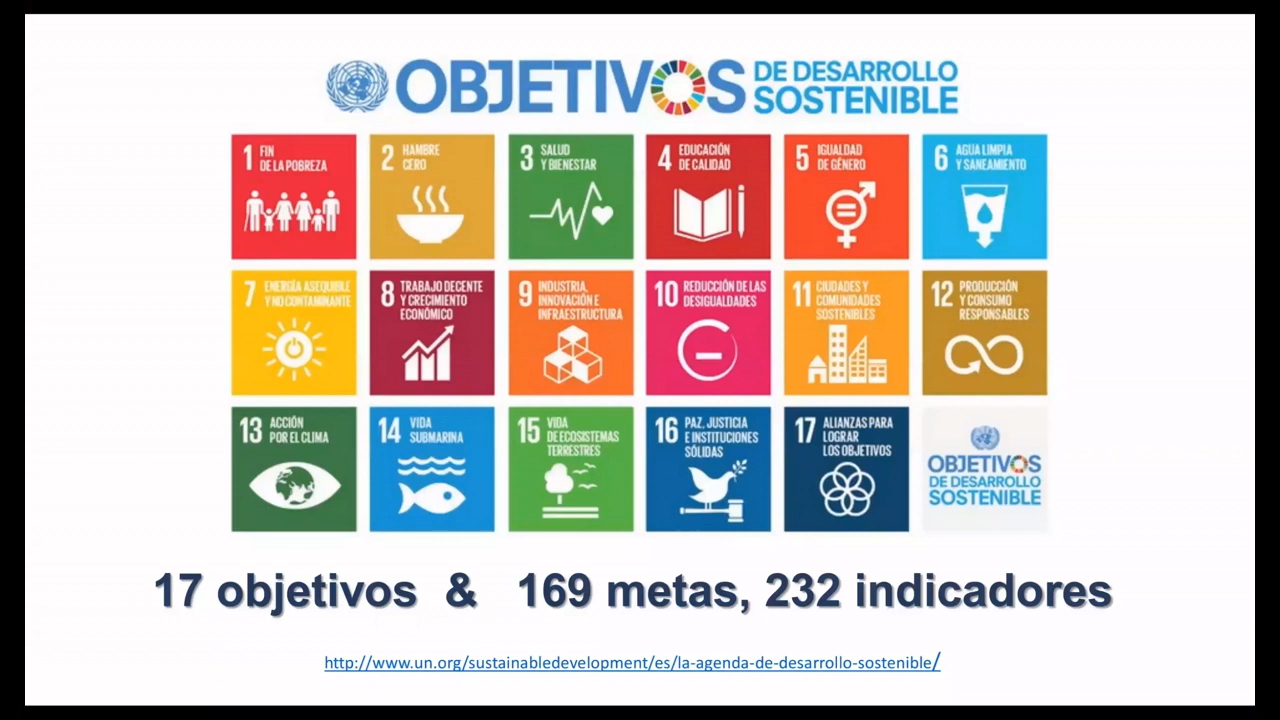 OBJETIVOS DE DESARROLLO
SOSTENIBLE
1 FIN
DE LA POBREZA
2 HAMBRE
CERO
3 SALUD
Y BIENESTAR
4 EDUCACIÓN
DE CALIDAD
5 IGUALDAD
DE GÉNERO
6 AGUA LIMPIA
Y SANEAMIENTO
7 ENERGÍA ASEQUIBLE
Y NO CONTAMINANTE
8 TRABAJO DECENTE
Y CRECIMIENTO
ECONÓMICO
9 INDUSTRIA,
INNOVACIÓN E
INFRAESTRUCTURA
10 REDUCCIÓN DE LAS
DESIGUALDADES
11 CIUDADES Y
COMUNIDADES
SOSTENIBLES
12 PRODUCCIÓN
Y CONSUMO
RESPONSABLES
13 ACCIÓN
POR EL CLIMA
14 VIDA
SUBMARINA
15 VIDA
DE ECOSISTEMAS
TERRESTRES
16 PAZ, JUSTICIA
E INSTITUCIONES
SÓLIDAS
17 ALIANZAS PARA
LOGRAR
LOS OBJETIVOS
OBJETIVOS
DE DESARROLLO
SOSTENIBLE
17 objetivos & 169 metas, 232 indicadores
http://www.un.org/sustainabledevelopment/es/la-agenda-de-desarrollo-sostenible/